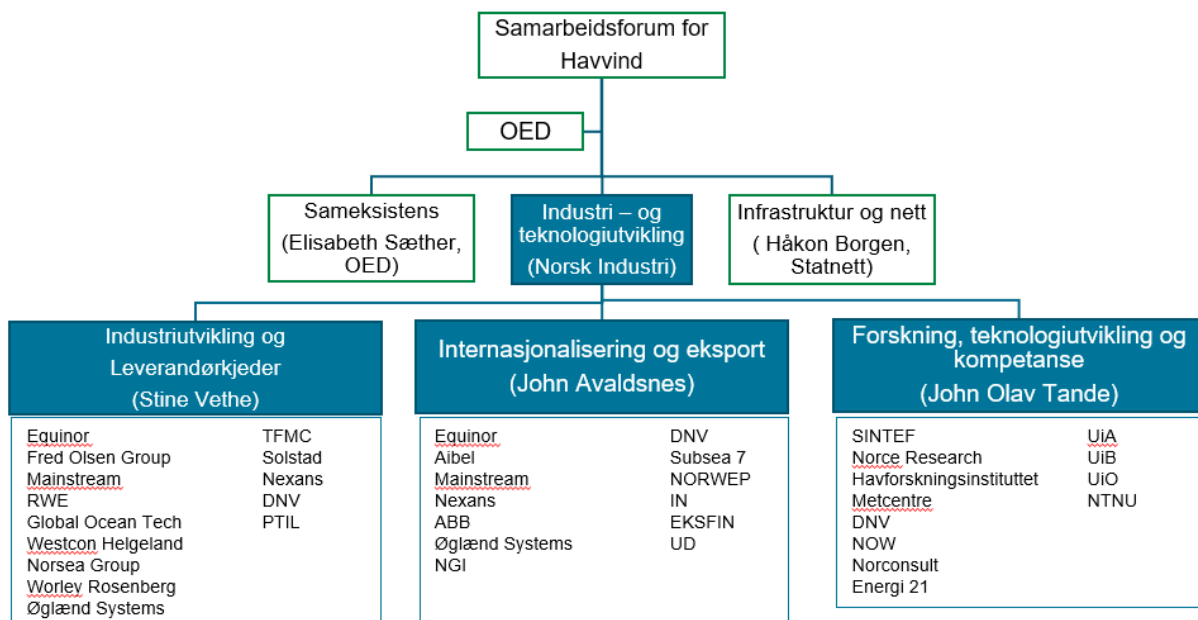 Samarbeidsforum for
Havvind
OED
Sameksistens
(Elisabeth Sæther,
OED)
Industri – og
teknologiutvikling
(Norsk Industri)
Infrastruktur og nett
( Håkon Borgen,
Statnett)
Industriutvikling og
Leverandørkjeder
(Stine Vethe)
Equinor
Fred Olsen Group
Mainstream
RWE
Global Ocean Tech
Westcon Helgeland
Norsea Group
Worley Rosenberg
Øglænd Systems
TFMC
Solstad
Nexans
DNV
PTIL
Internasjonalisering og eksport
(John Avaldsnes)
Equinor
Aibel
Mainstream
Nexans
ABB
Øglænd Systems
NGI
DNV
Subsea 7
NORWEP
IN
EKSFIN
UD
Forskning, teknologiutvikling og
kompetanse
(John Olav Tande)
SINTEF
Norce Research
Havforskningsinstituttet
Metcentre
DNV
NOW
Norconsult
Energi 21
UiA
UiB
UiO
NTNU